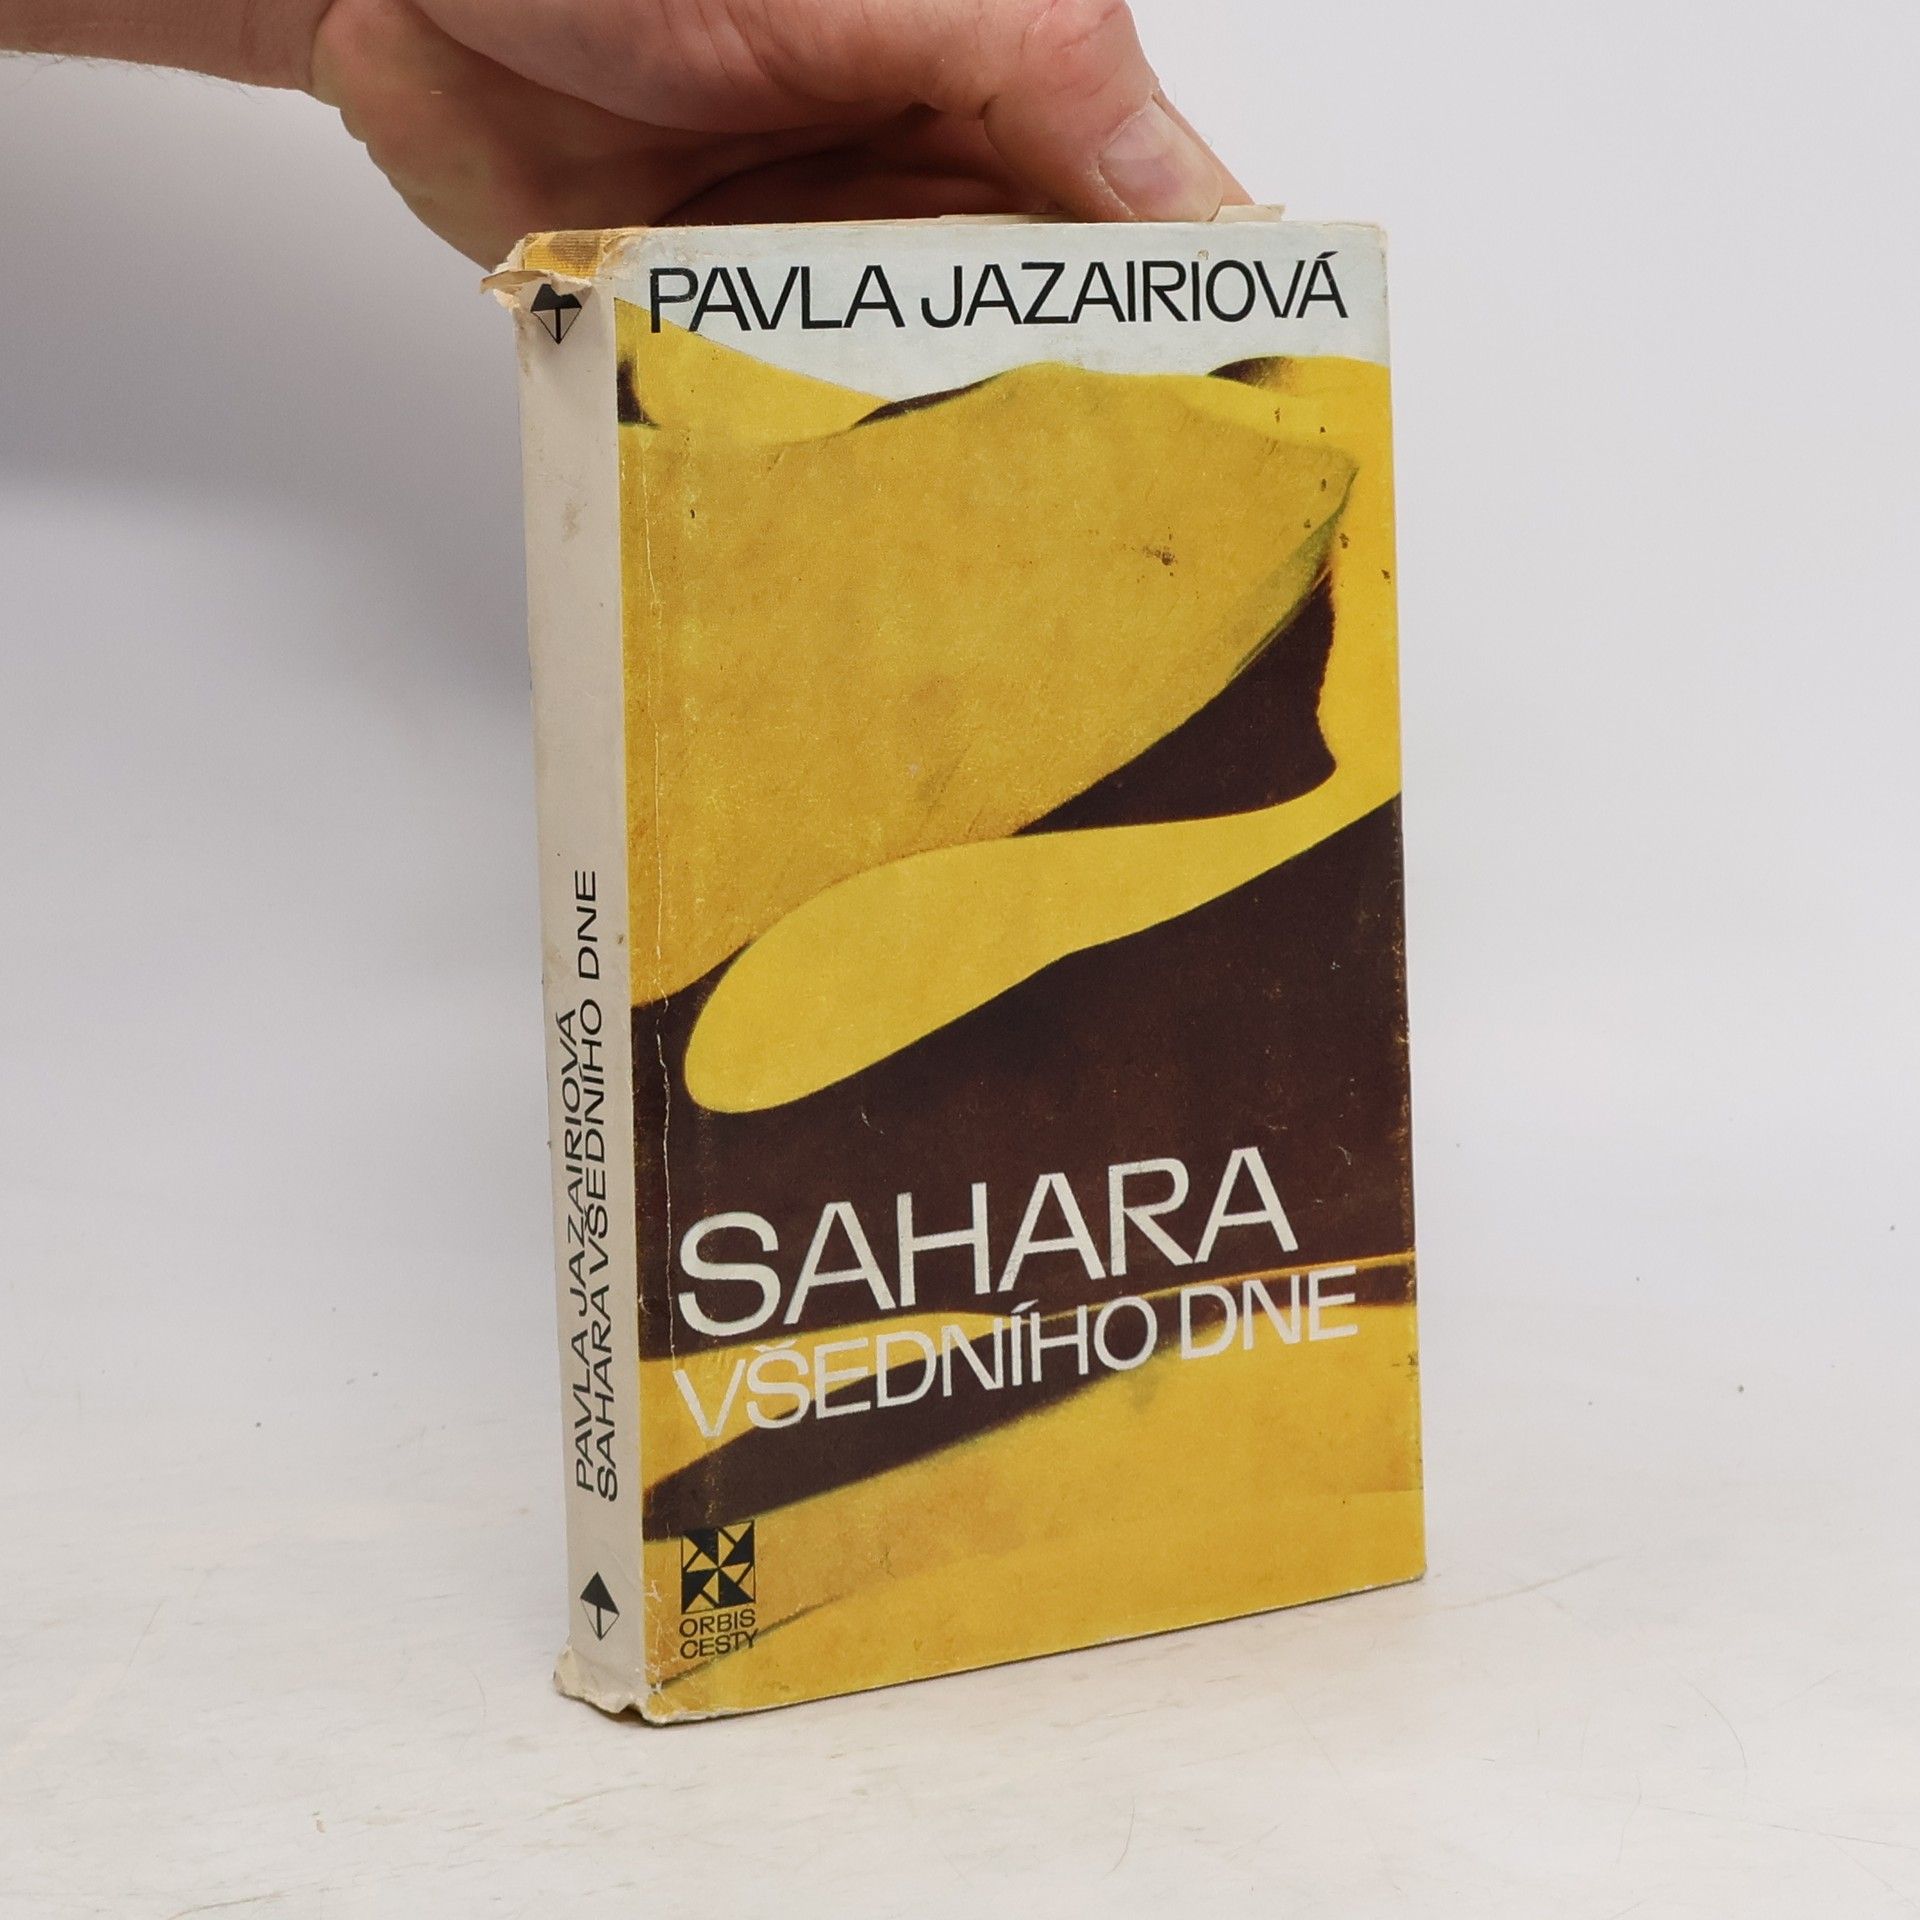 PAVLA JAZAIRIOVÁ
SAHARA
VŠEDNÍHO DNE
ORBIS
CESTY
PAVLA JAZAIRIOVÁ
SAHARA VŠEDNÍHO DNE